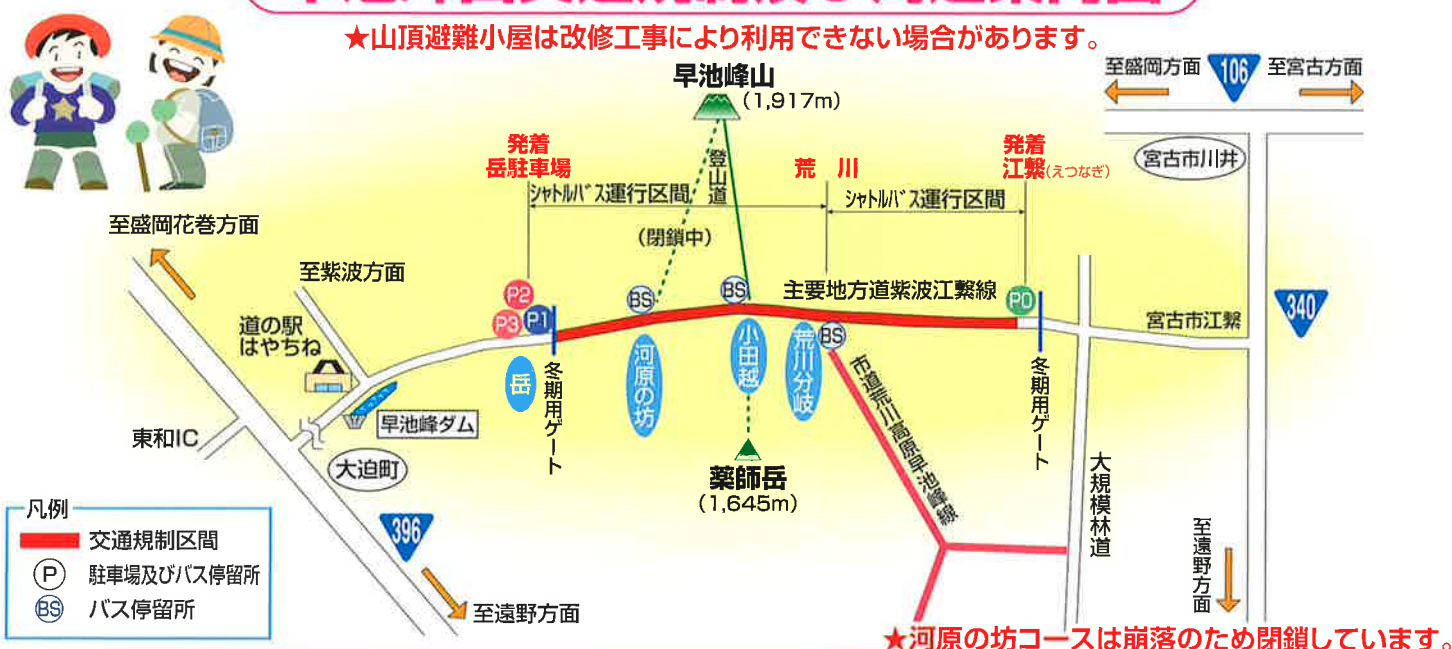 ★山頂避難小屋は改修工事により利用できない場合があります。
早池峰山
(1,917m)
至盛岡方面
106
至宮古方面
宮古市川井
発着
岳駐車場
登山道
荒 川
発着
江繋(えつなぎ)
シャトルバス運行区間
シャトルバス運行区間
(閉鎖中)
至盛岡花巻方面
至紫波方面
P2
P3
P1
BS
BS
主要地方道紫波江繋線
P0
340
宮古市江繋
道の駅
はやちね
岳
冬期用ゲート
河原の坊
小田越
荒川分岐
BS
市道荒川高原早池峰線
冬期用ゲート
早池峰ダム
東和IC
大迫町
薬師岳
(1,645m)
大規模林道
396
至遠野方面
至遠野方面
凡例
交通規制区間
P 駐車場及びバス停留所
BS バス停留所
★河原の坊コースは崩落のため閉鎖しています。